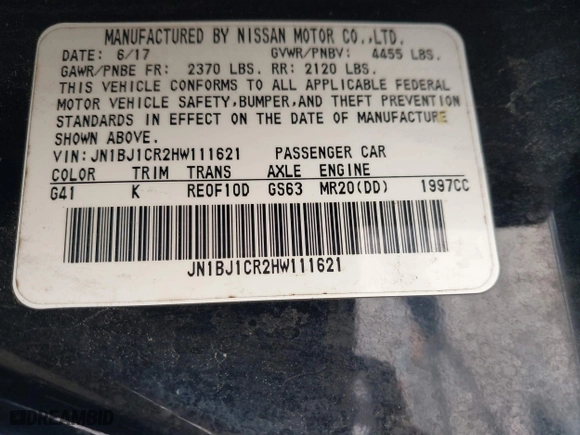 MANUFACTURED BY NISSAN MOTOR CO.,LTD.
DATE: 6/17 GVWR/PNBV: 4455 LBS.
GAWR/PNBE FR: 2370 LBS. RR: 2120 LBS.
THIS VEHICLE CONFORMS TO ALL APPLICABLE FEDERAL
MOTOR VEHICLE SAFETY,BUMPER,AND THEFT PREVENTION
STANDARDS IN EFFECT ON THE DATE OF MANUFACTURE
SHOWN ABOVE.
VIN:JN1BJ1CR2HW111621 PASSENGER CAR
COLOR TRIM TRANS AXLE ENGINE
G41 K RE0F10D GS63 MR20(DD) 1997CC
JN1BJ1CR2HW111621
DREAMBID